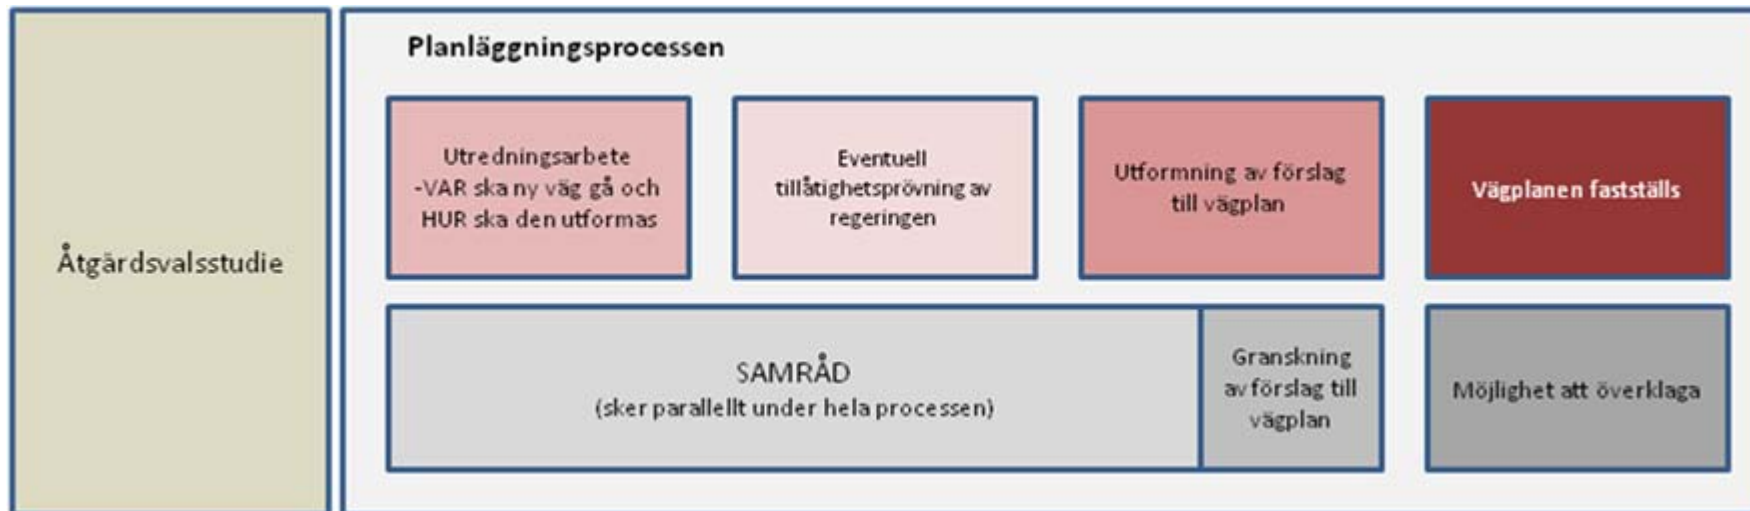 Åtgärdsvalsstudie
Planläggningsprocessen
Utredningsarbete
-VAR ska ny väg gå och
HUR ska den utformas
Eventuell
tillåtighetsprövning av
regeringen
Utformning av förslag
till vägplan
Vägplanen fastställs
SAMRÅD
(sker parallellt under hela processen)
Granskning
av förslag till
vägplan
Möjlighet att överklaga